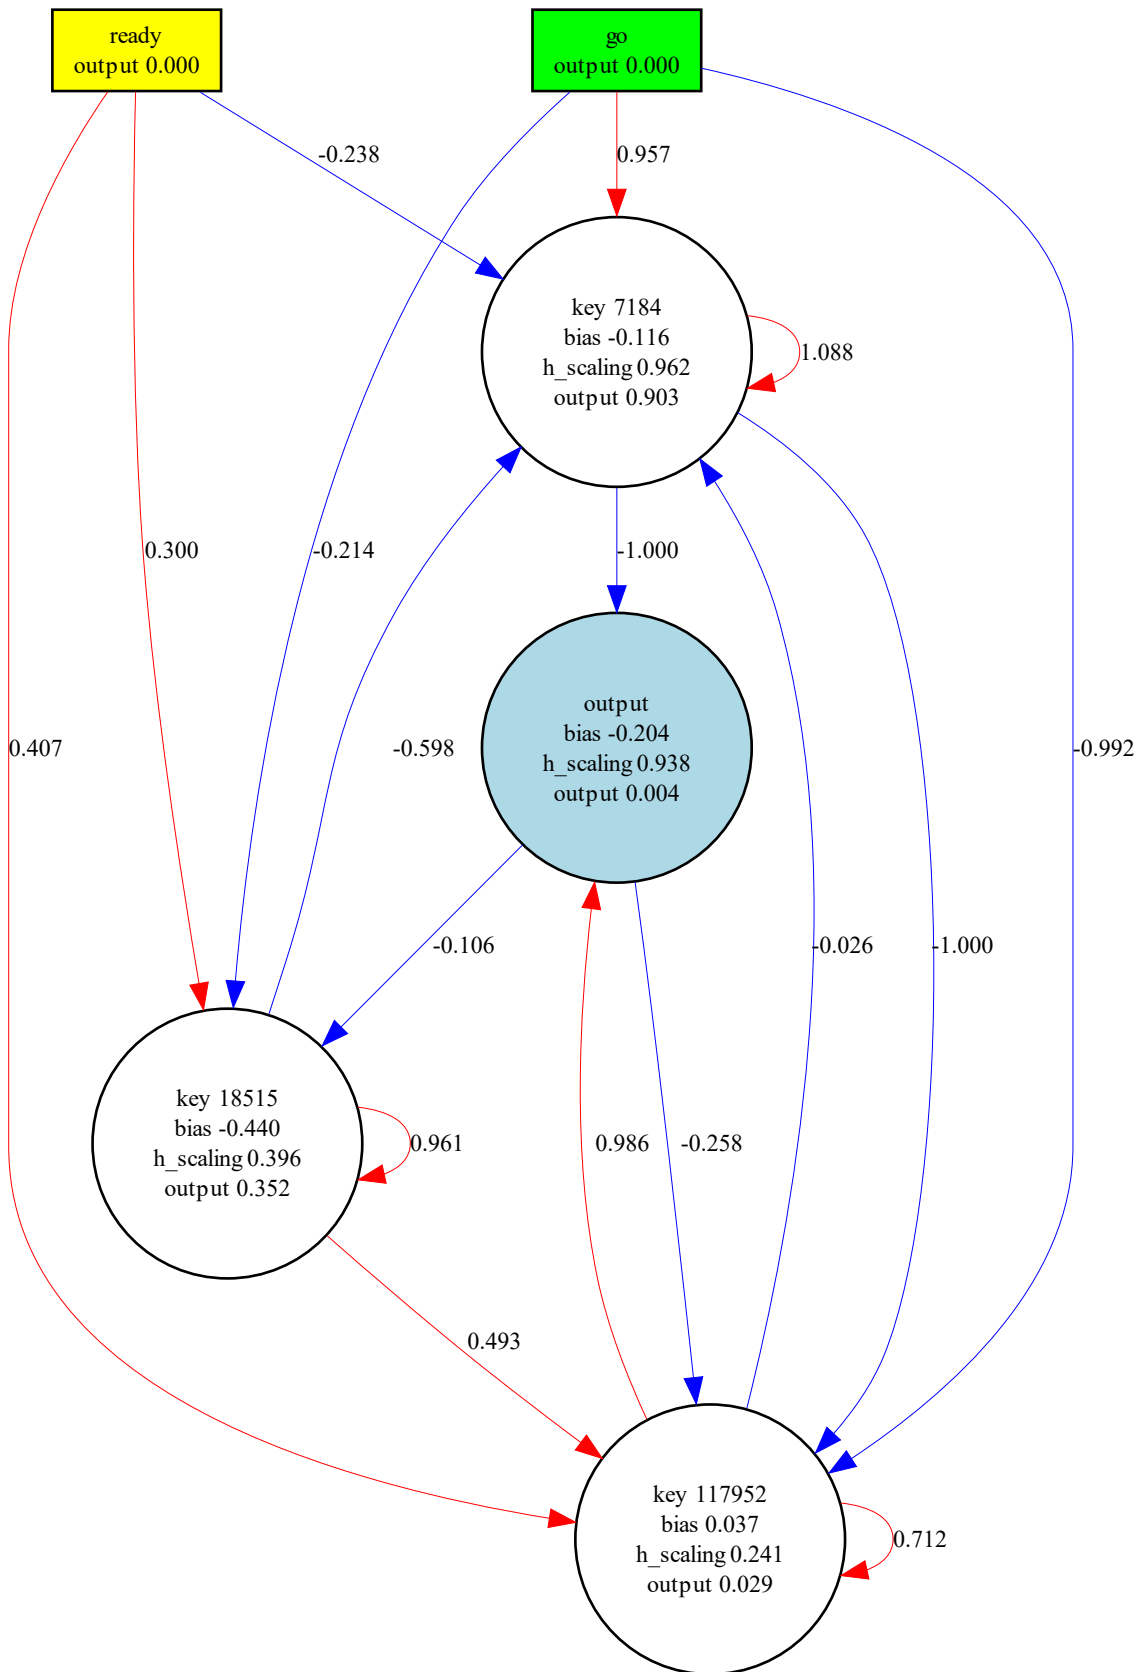 ready
output 0.000
go
output 0.000
-0.238
0.957
key 7184
bias -0.116
h_scaling 0.962
output 0.903
1.088
0.300
-0.214
-1.000
output
bias -0.204
h_scaling 0.938
output 0.004
0.407
-0.598
-0.992
-0.106
-0.026
-1.000
key 18515
bias -0.440
h_scaling 0.396
output 0.352
0.961
0.986
-0.258
0.493
key 117952
bias 0.037
h_scaling 0.241
output 0.029
0.712